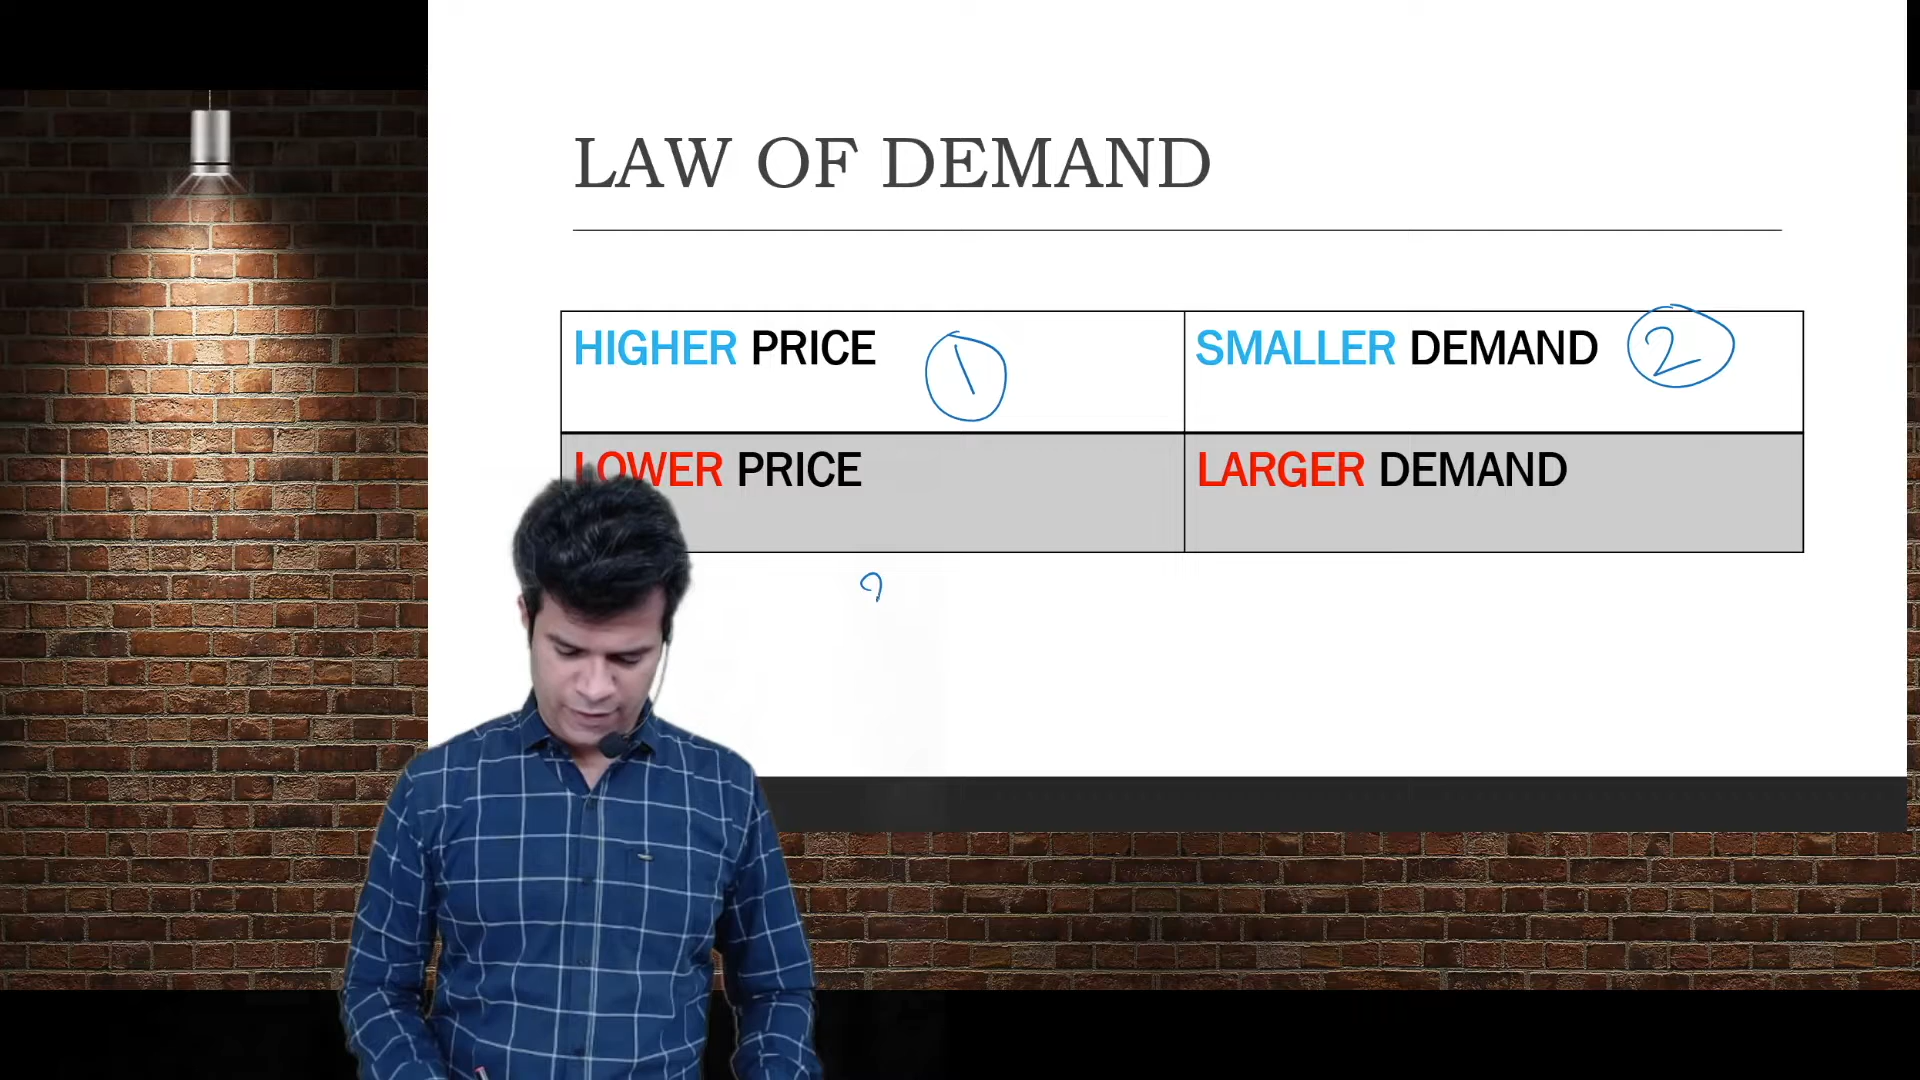 LAW OF DEMAND
HIGHER PRICE 1 SMALLER DEMAND 2
LOWER PRICE LARGER DEMAND